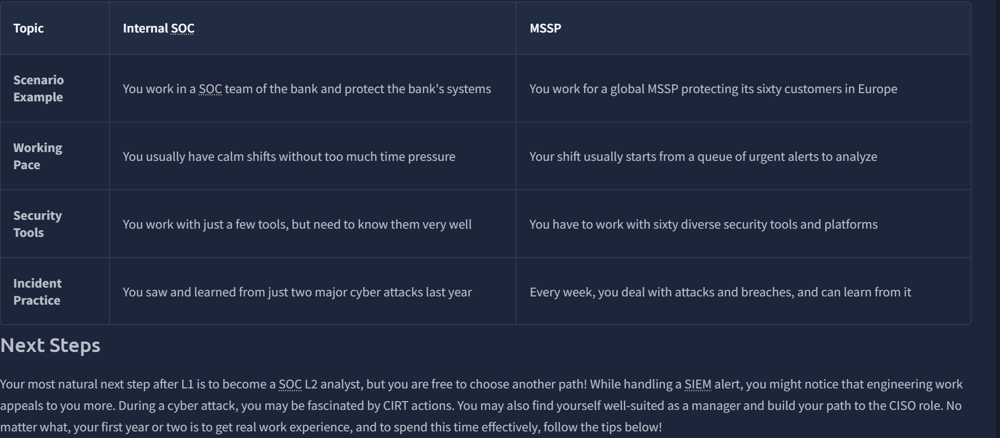 Topic
Internal SOC
MSSP
Scenario
Example
You work in a SOC team of the bank and protect the bank's systems
You work for a global MSSP protecting its sixty customers in Europe
Working
Pace
You usually have calm shifts without too much time pressure
Your shift usually starts from a queue of urgent alerts to analyze
Security
Tools
You work with just a few tools, but need to know them very well
You have to work with sixty diverse security tools and platforms
Incident
Practice
You saw and learned from just two major cyber attacks last year
Every week, you deal with attacks and breaches, and can learn from it
Next Steps
Your most natural next step after L1 is to become a SOC L2 analyst, but you are free to choose another path! While handling a SIEM alert, you might notice that engineering work
appeals to you more. During a cyber attack, you may be fascinated by CIRT actions. You may also find yourself well-suited as a manager and build your path to the CISO role. No
matter what, your first year or two is to get real work experience, and to spend this time effectively, follow the tips below!